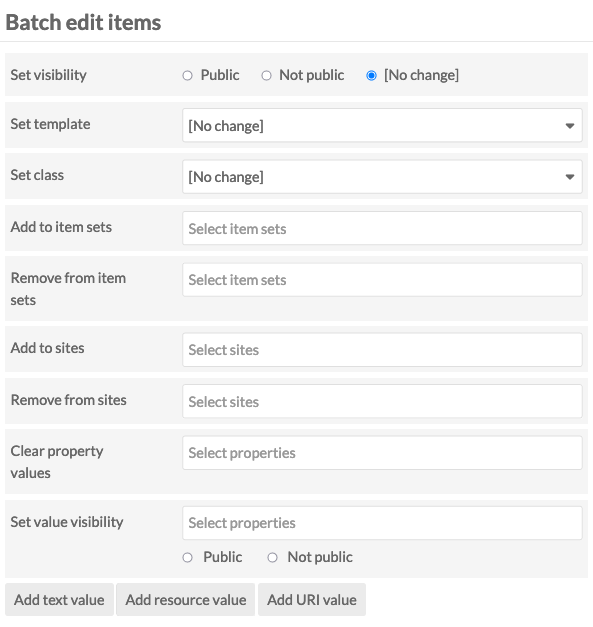 Batch edit items
Set visibility Public Not public [No change]
Set template [No change]
Set class [No change]
Add to item sets Select item sets
Remove from item Select item sets
sets
Add to sites Select sites
Remove from sites Select sites
Clear property Select properties
values
Set value visibility Select properties
Public Not public
Add text value Add resource value Add URI value